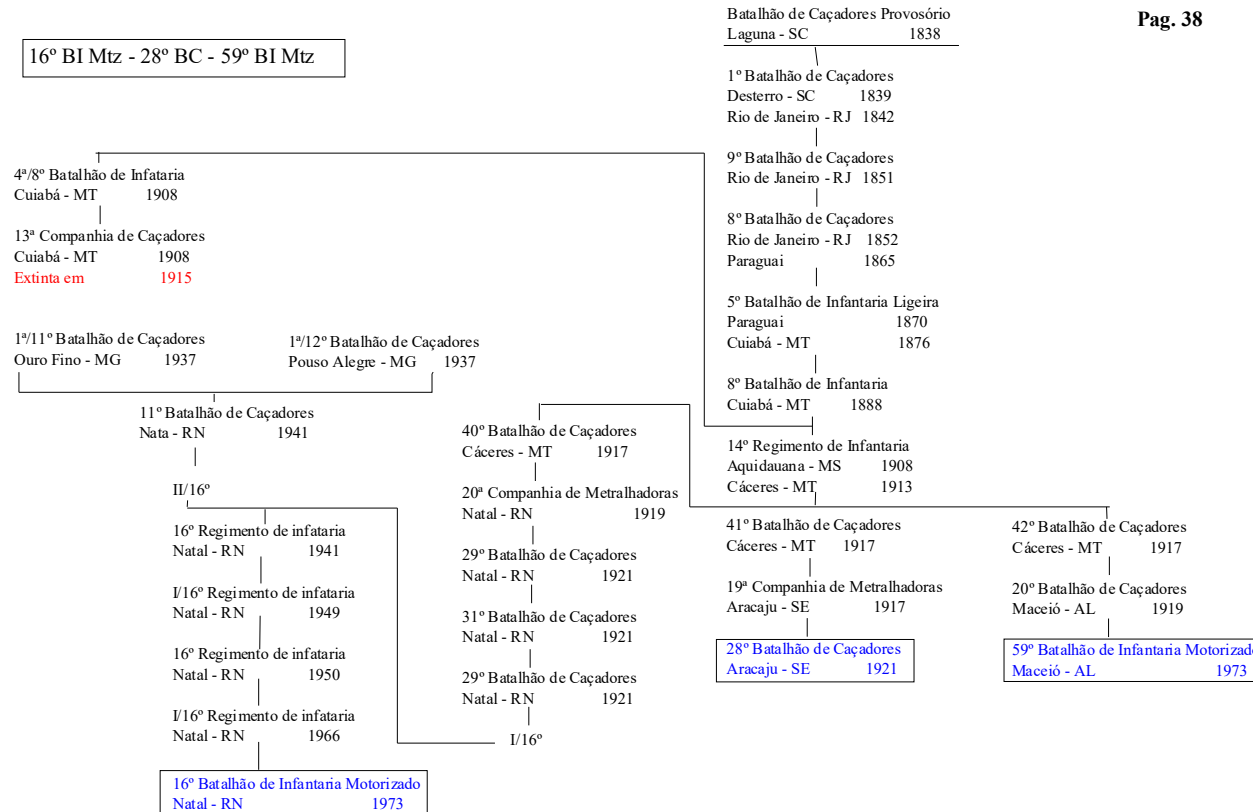 Pag. 38
16º BI Mtz - 28º BC - 59º BI Mtz
Batalhão de Caçadores Provosório
Laguna - SC 1838
1º Batalhão de Caçadores
Desterro - SC 1839
Rio de Janeiro - RJ 1842
9º Batalhão de Caçadores
Rio de Janeiro - RJ 1851
8º Batalhão de Caçadores
Rio de Janeiro - RJ 1852
Paraguai 1865
5º Batalhão de Infantaria Ligeira
Paraguai 1870
Cuiabá - MT 1876
8º Batalhão de Infantaria
Cuiabá - MT 1888
14º Regimento de Infantaria
Aquidauana - MS 1908
Cáceres - MT 1913
4ª/8º Batalhão de Infataria
Cuiabá - MT 1908
13ª Companhia de Caçadores
Cuiabá - MT 1908
Extinta em 1915
1ª/11º Batalhão de Caçadores
Ouro Fino - MG 1937
1ª/12º Batalhão de Caçadores
Pouso Alegre - MG 1937
11º Batalhão de Caçadores
Nata - RN 1941
II/16º
16º Regimento de infataria
Natal - RN 1941
I/16º Regimento de infataria
Natal - RN 1949
16º Regimento de infataria
Natal - RN 1950
I/16º Regimento de infataria
Natal - RN 1966
16º Batalhão de Infantaria Motorizado
Natal - RN 1973
40º Batalhão de Caçadores
Cáceres - MT 1917
20ª Companhia de Metralhadoras
Natal - RN 1919
29º Batalhão de Caçadores
Natal - RN 1921
31º Batalhão de Caçadores
Natal - RN 1921
29º Batalhão de Caçadores
Natal - RN 1921
I/16º
41º Batalhão de Caçadores
Cáceres - MT 1917
19ª Companhia de Metralhadoras
Aracaju - SE 1917
28º Batalhão de Caçadores
Aracaju - SE 1921
42º Batalhão de Caçadores
Cáceres - MT 1917
20º Batalhão de Caçadores
Maceió - AL 1919
59º Batalhão de Infantaria Motorizad
Maceió - AL 1973